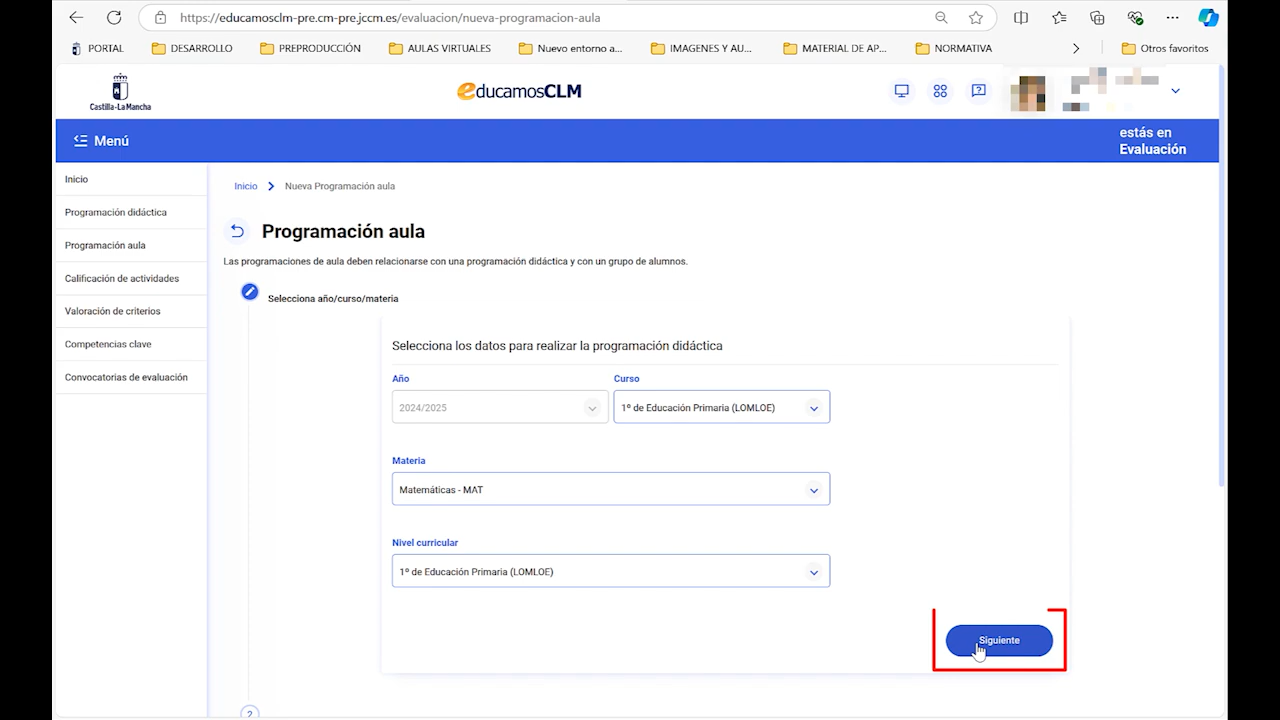 https://educamosclm-pre.cm-pre.jccm.es/evaluacion/nueva-programacion-aula
PORTAL
DESARROLLO
PREPRODUCCIÓN
AULAS VIRTUALES
Nuevo entorno a...
IMAGENES Y AU...
MATERIAL DE AP...
NORMATIVA
Otros favoritos
Castilla-La Mancha
educamosCLM
Menú
estás en
Evaluación
Inicio
Programación didáctica
Programación aula
Calificación de actividades
Valoración de criterios
Competencias clave
Convocatorias de evaluación
Inicio
Nueva Programación aula
Programación aula
Las programaciones de aula deben relacionarse con una programación didáctica y con un grupo de alumnos.
Selecciona año/curso/materia
Selecciona los datos para realizar la programación didáctica
Año
Curso
2024/2025
1º de Educación Primaria (LOMLOE)
Materia
Matemáticas - MAT
Nivel curricular
1º de Educación Primaria (LOMLOE)
Siguiente
2